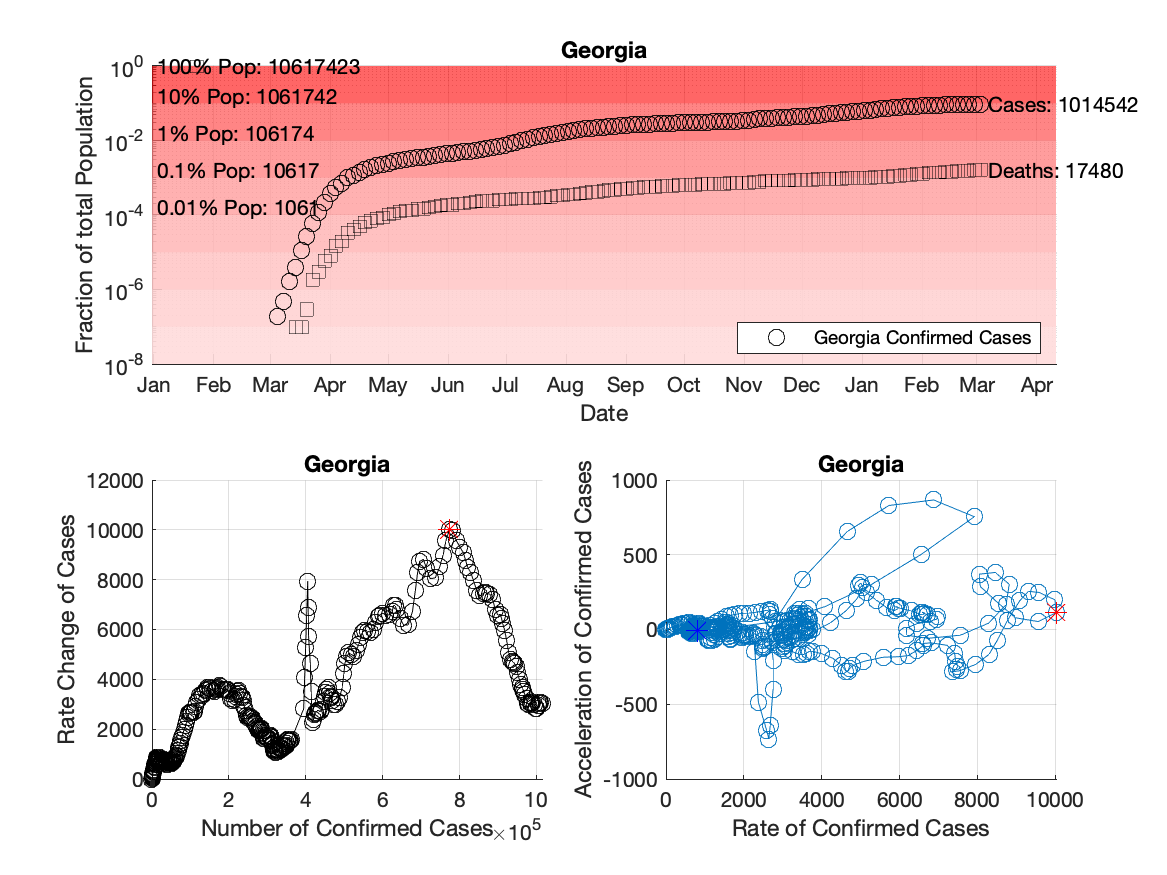 Georgia
Fraction of total Population
10^0
10^-2
10^-4
10^-6
10^-8
100% Pop: 10617423
10% Pop: 1061742
1% Pop: 106174
0.1% Pop: 10617
0.01% Pop: 1061
Cases: 1014542
Deaths: 17480
Georgia Confirmed Cases
Jan Feb Mar Apr May Jun Jul Aug Sep Oct Nov Dec Jan Feb Mar Apr
Date
Georgia
Rate Change of Cases
12000
10000
8000
6000
4000
2000
0
0 2 4 6 8 10
Number of Confirmed Cases
×10^5
Georgia
Acceleration of Confirmed Cases
1000
500
0
-500
-1000
0 2000 4000 6000 8000 10000
Rate of Confirmed Cases